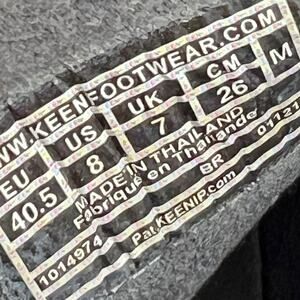 WW.KEENFOOTWEAR.COM
EU US UK CM M
40.5 8 7 26
MADE IN THAILAND
Fabriqué en Thaïlande
BR 01121
1014974 Pat.KEENIP.com